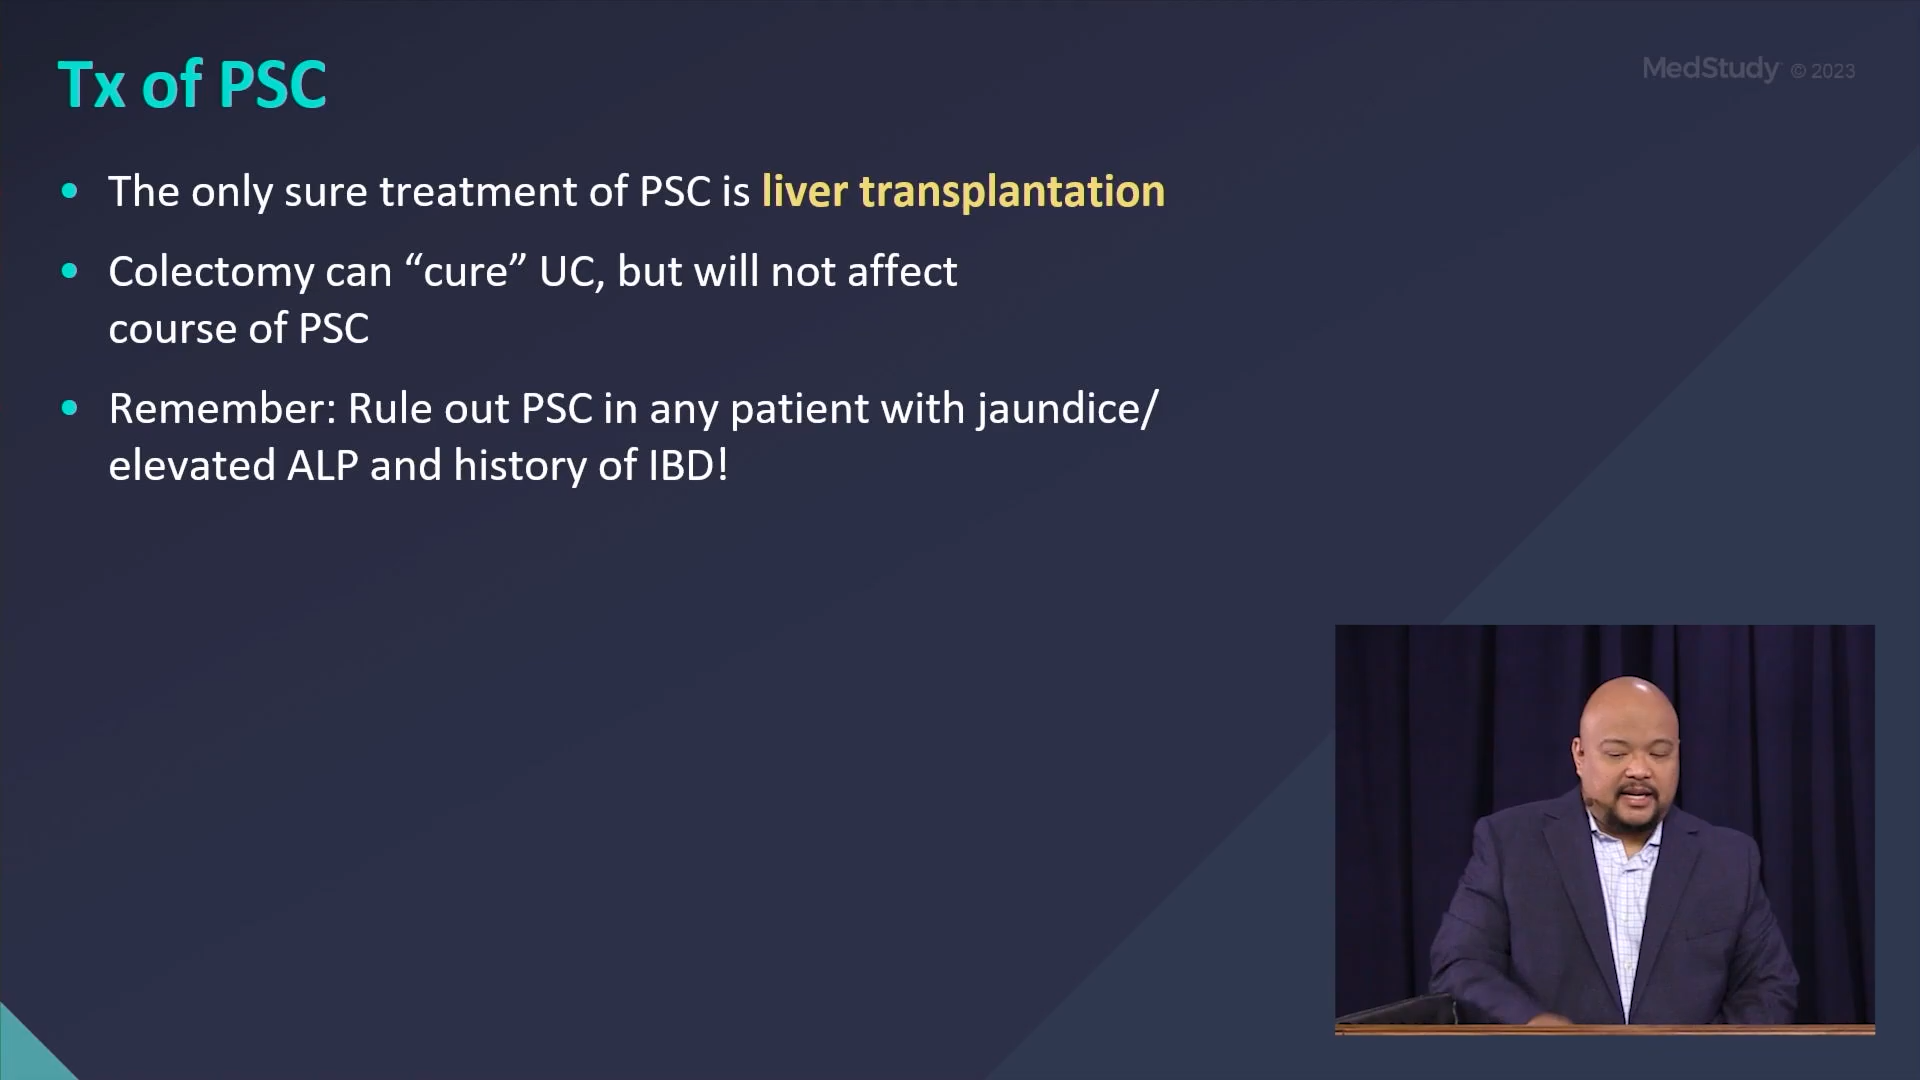 Tx of PSC
MedStudy © 2023
• The only sure treatment of PSC is liver transplantation
• Colectomy can “cure” UC, but will not affect
course of PSC
• Remember: Rule out PSC in any patient with jaundice/
elevated ALP and history of IBD!